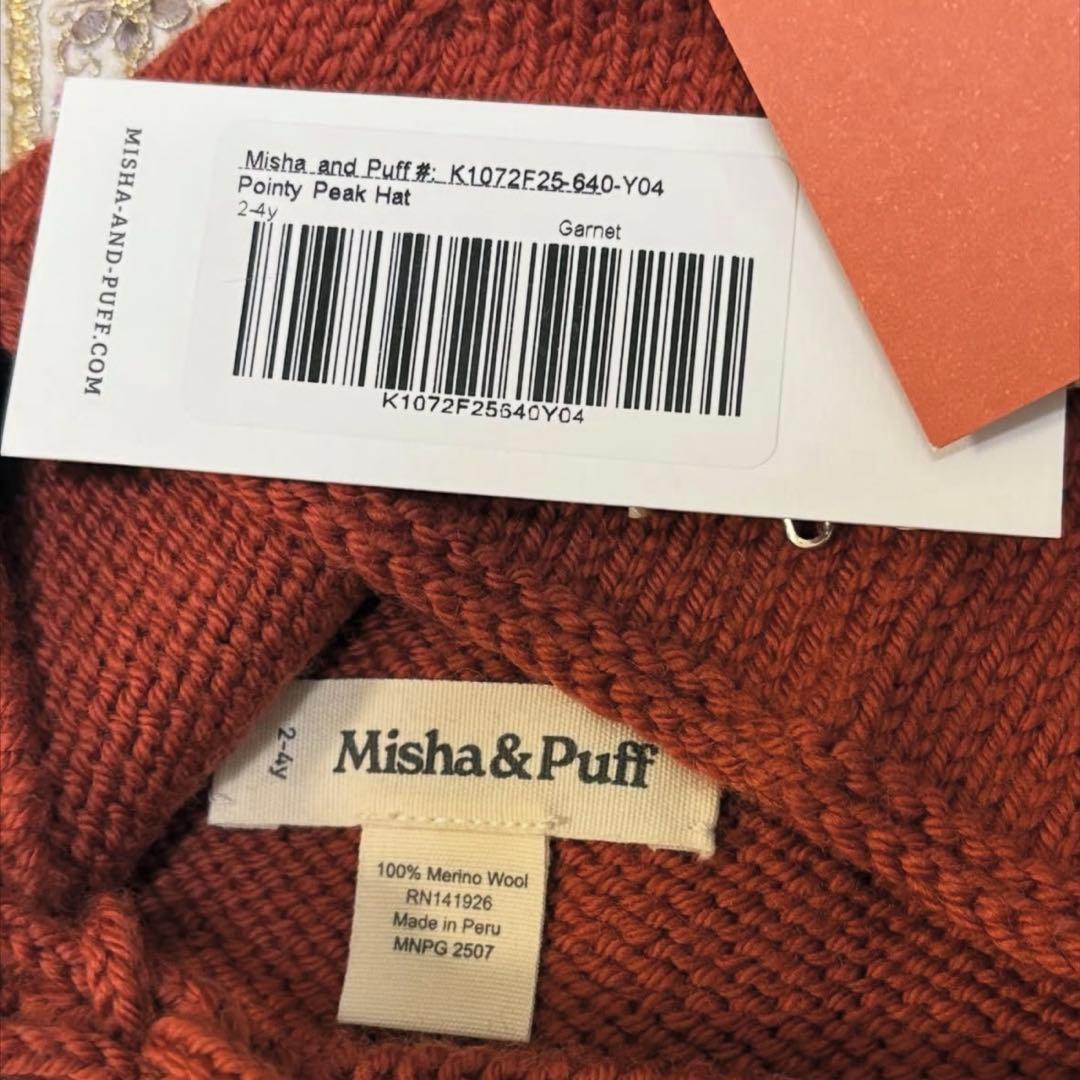 MISHA-AND-PUFF.COM
Misha and Puff #: K1072F25-640-Y04
Pointy Peak Hat
2-4y
Garnet
K1072F25640Y04
2-4y
Misha & Puff
100% Merino Wool
RN141926
Made in Peru
MNPG 2507